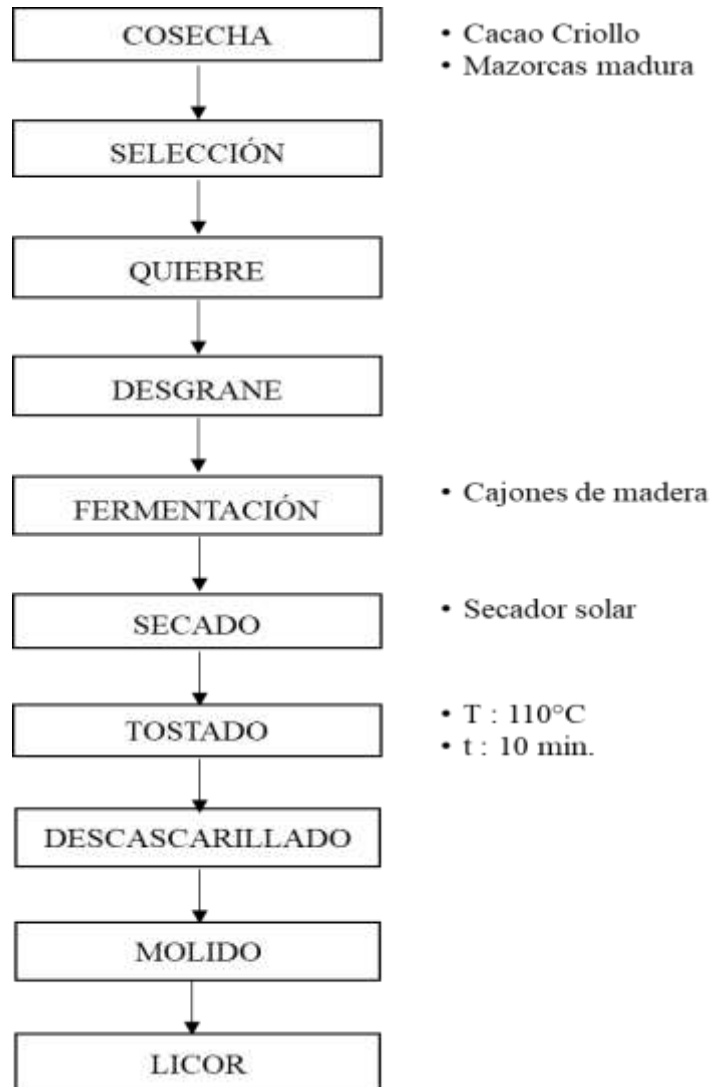 COSECHA
• Cacao Criollo
• Mazorcas madura
SELECCIÓN
QUIEBRE
DESGRANE
FERMENTACIÓN
• Cajones de madera
SECADO
• Secador solar
TOSTADO
• T : 110°C
• t : 10 min.
DESCASCARILLADO
MOLIDO
LICOR